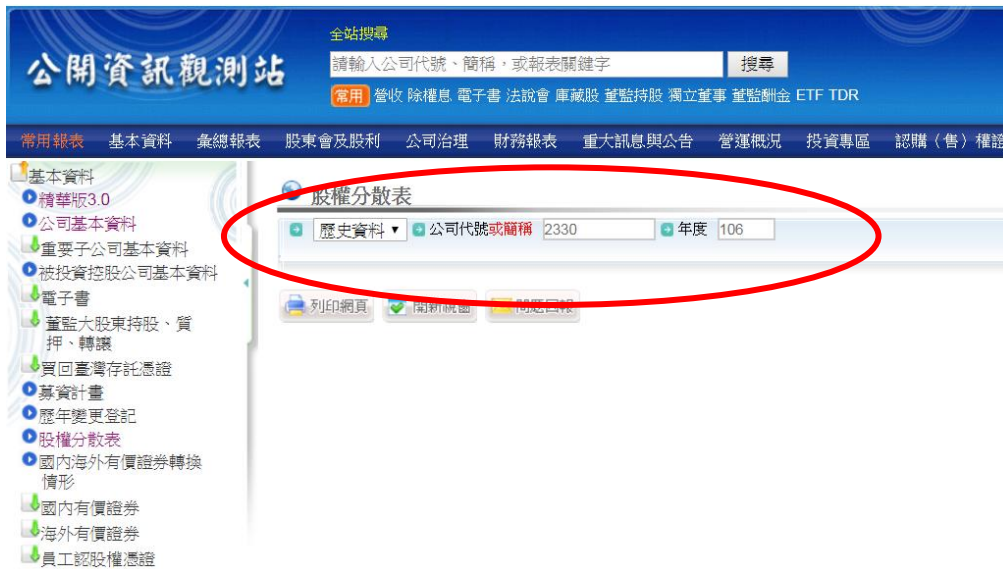 全站搜尋
公開資訊觀測站
請輸入公司代號、簡稱，或報表關鍵字 搜尋
常用 營收 除權息 電子書 法說會 庫藏股 董監持股 獨立董事 董監酬金 ETF TDR
常用報表 基本資料 彙總報表 股東會及股利 公司治理 財務報表 重大訊息與公告 營運概況 投資專區 認購（售）權證
基本資料
精華版3.0
公司基本資料
重要子公司基本資料
被投資控股公司基本資料
電子書
董監大股東持股、質
押、轉讓
買回臺灣存託憑證
募資計畫
歷年變更登記
股權分散表
國內海外有價證券轉換
情形
國內有價證券
海外有價證券
員工認股權憑證
股權分散表
歷史資料 公司代號或簡稱 2330 年度 106
列印網頁 開新視窗 問題回報